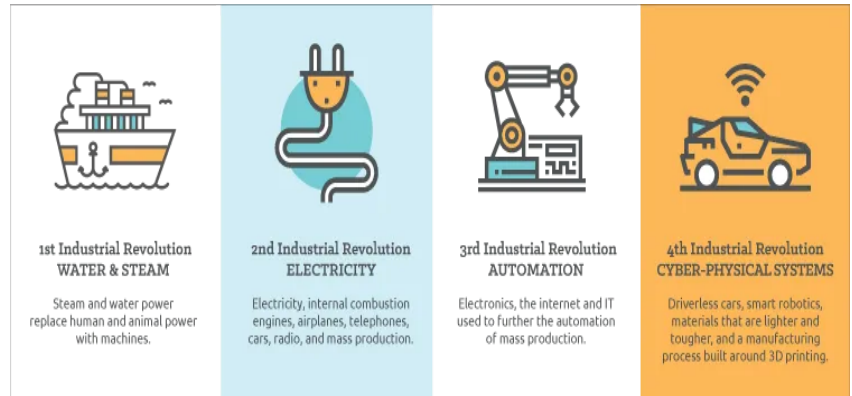 1st Industrial Revolution
WATER & STEAM
Steam and water power
replace human and animal power
with machines.
2nd Industrial Revolution
ELECTRICITY
Electricity, internal combustion
engines, airplanes, telephones,
cars, radio, and mass production.
3rd Industrial Revolution
AUTOMATION
Electronics, the internet and IT
used to further the automation
of mass production.
4th Industrial Revolution
CYBER-PHYSICAL SYSTEMS
Driverless cars, smart robotics,
materials that are lighter and
tougher, and a manufacturing
process built around 3D printing.